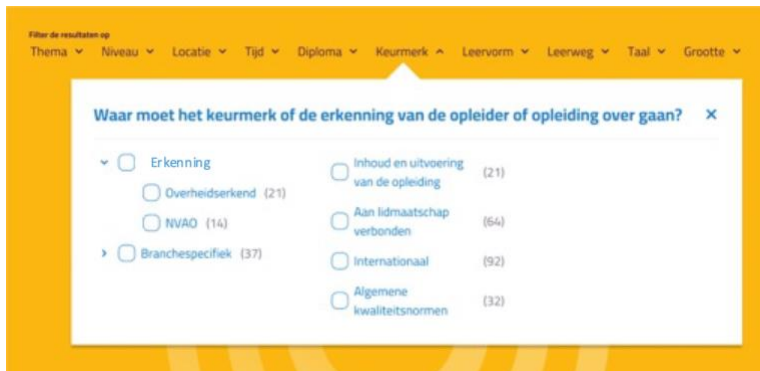 Filter de resultaten op
Thema Niveau Locatie Tijd Diploma Keurmerk Leervorm Leerweg Taal Grootte
Waar moet het keurmerk of de erkenning van de opleider of opleiding over gaan?
Erkenning
Overheidserkend (21)
NVAO (14)
Branchespecifiek (37)
Inhoud en uitvoering
van de opleiding (21)
Aan lidmaatschap
verbonden (64)
Internationaal (92)
Algemene
kwaliteitsnormen (32)